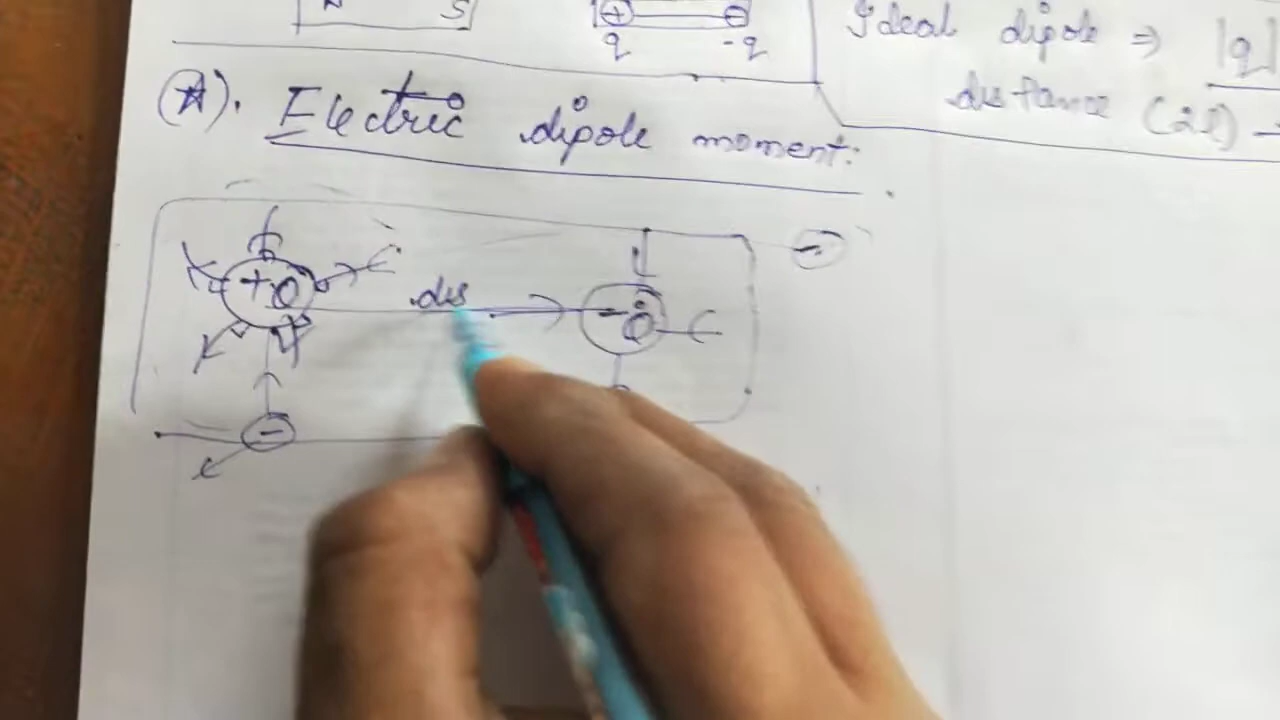 S
+ -
q -q
Ideal dipole ⇒ |q|
distance (2l) →
(A). Electric dipole moment:
+Q dis -Q
-
-